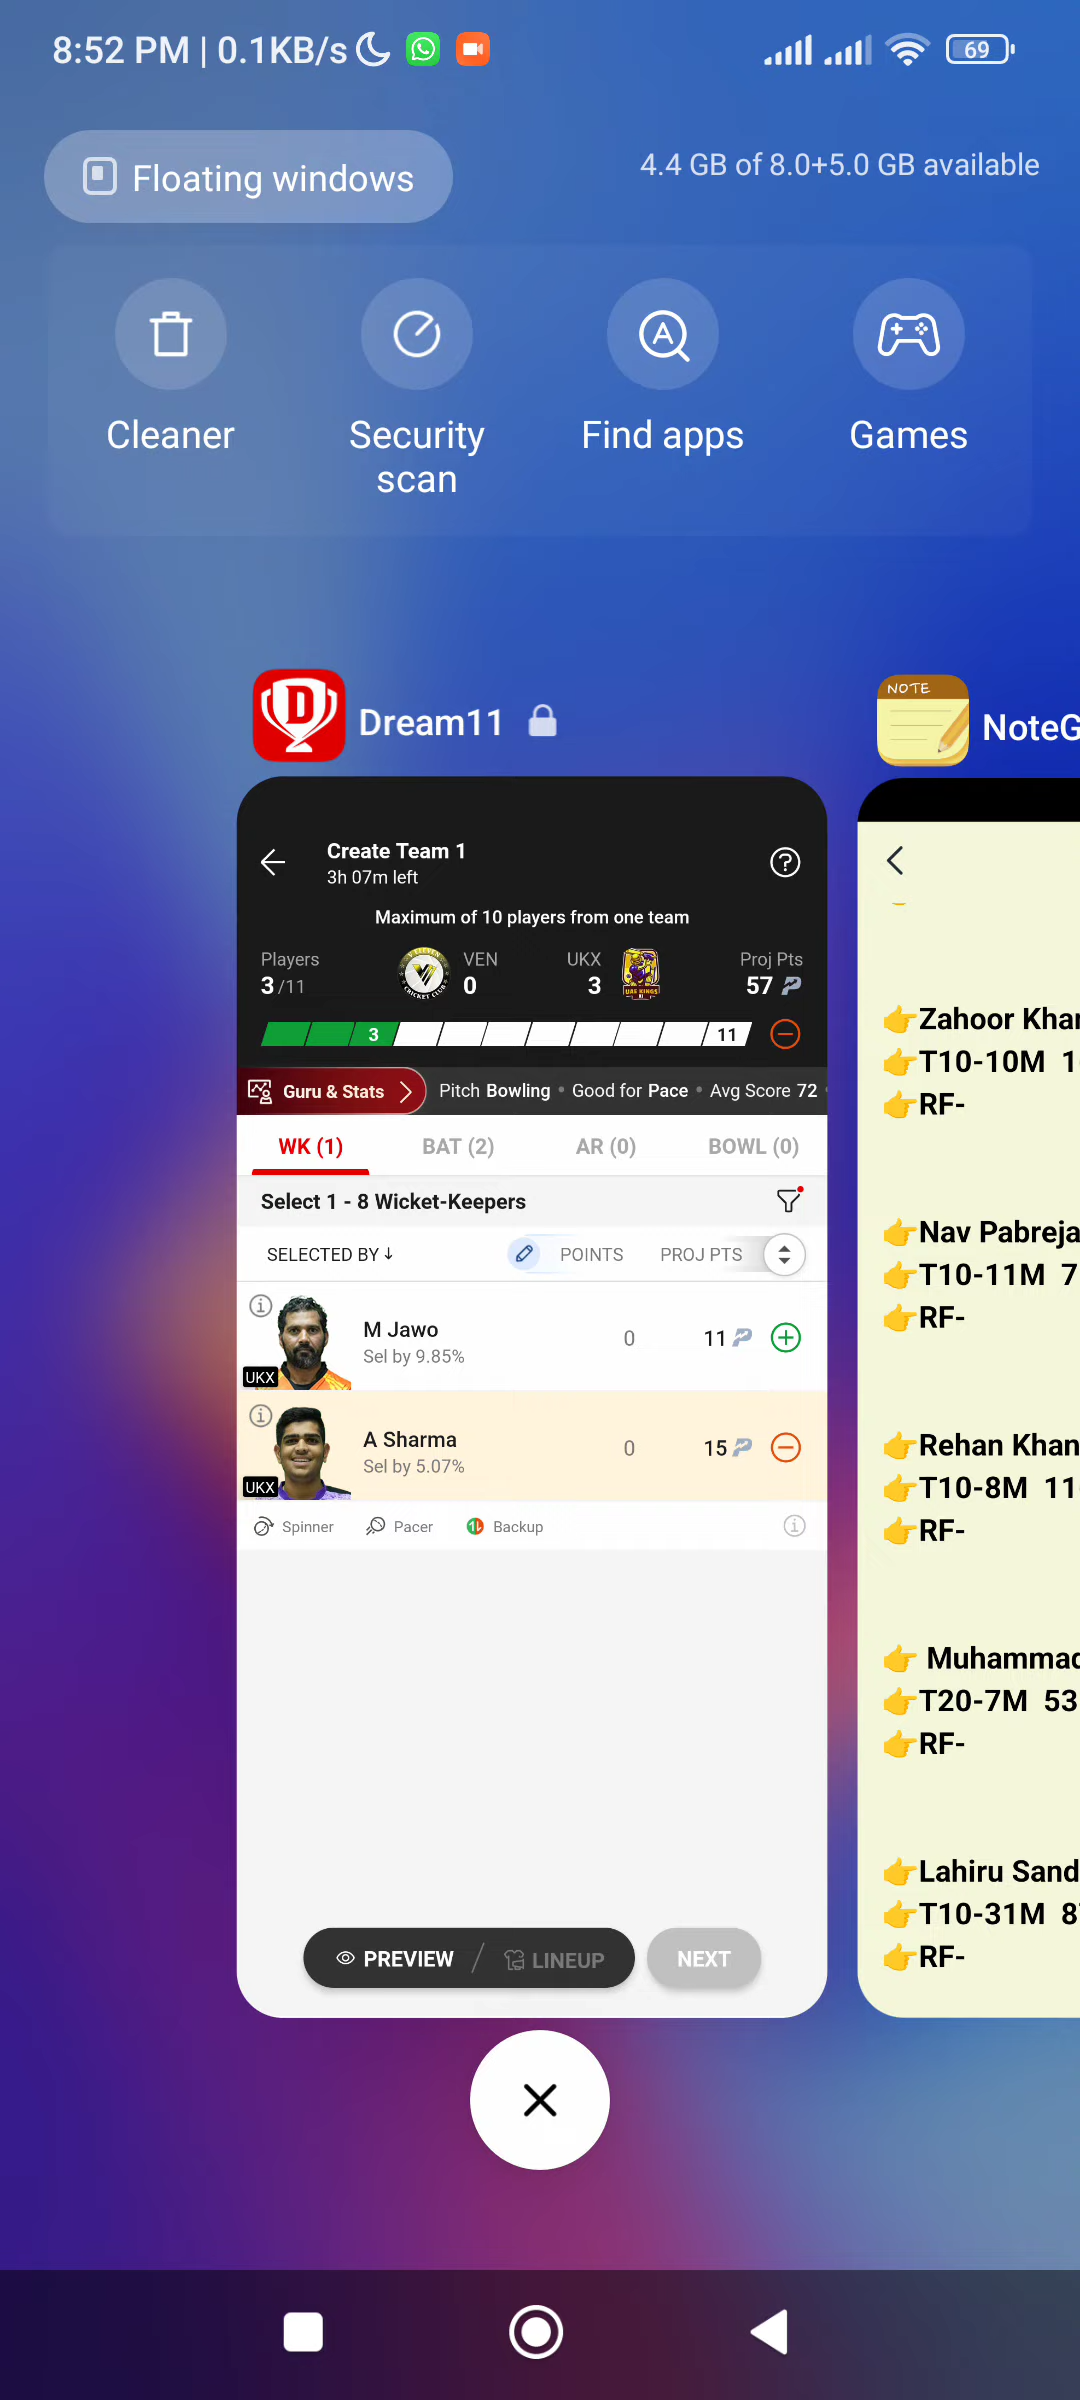 8:52 PM | 0.1KB/s
69
Floating windows
4.4 GB of 8.0+5.0 GB available
Cleaner
Security scan
Find apps
Games
Dream11
Create Team 1
3h 07m left
Maximum of 10 players from one team
Players
3/11
VEN
0
UKX
3
Proj Pts
57
3
11
Guru & Stats
Pitch Bowling • Good for Pace • Avg Score 72
WK (1)
BAT (2)
AR (0)
BOWL (0)
Select 1 - 8 Wicket-Keepers
SELECTED BY ↓
POINTS
PROJ PTS
M Jawo
Sel by 9.85%
0
11
UKX
A Sharma
Sel by 5.07%
0
15
UKX
Spinner
Pacer
Backup
PREVIEW / LINEUP
NEXT
NOTE
👉Zahoor
👉T10-10M
👉RF-
👉Nav Pabreja
👉T10-11M 7
👉RF-
👉Rehan Khan
👉T10-8M 11
👉RF-
👉 Muhammad
👉T20-7M 53
👉RF-
👉Lahiru
👉T10-31M
👉RF-